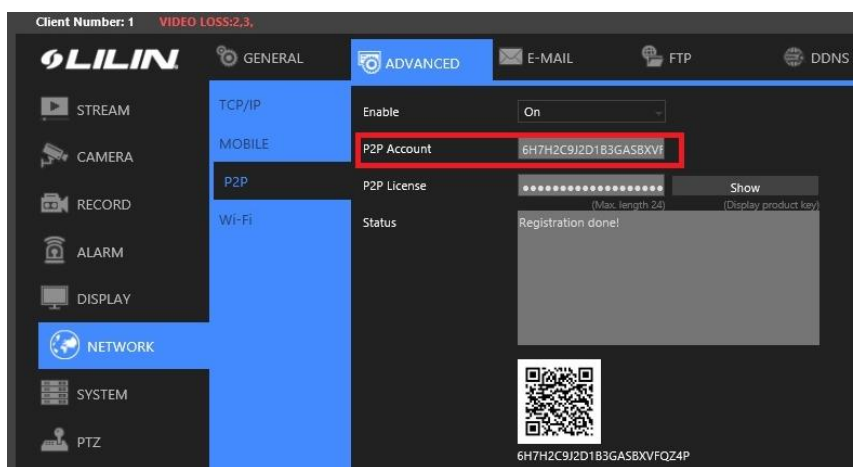 Client Number: 1 VIDEO LOSS:2,3,
LILIN GENERAL ADVANCED E-MAIL FTP DDNS
STREAM
CAMERA
RECORD
ALARM
DISPLAY
NETWORK
SYSTEM
PTZ
TCP/IP
MOBILE
P2P
Wi-Fi
Enable On
P2P Account 6H7H2C9J2D1B3GASBXVF
P2P License ●●●●●●●●●●●●●●●●●●●● Show
(Max. length 24) (Display product key)
Status Registration done!
6H7H2C9J2D1B3GASBXVFQZ4P